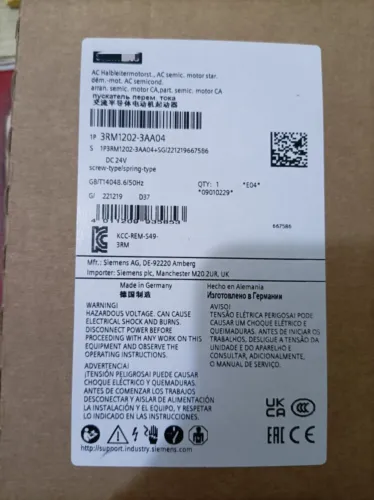 AC Halbleitermotorst., AC semic. motor star.
dém.-mot. AC semicond.
arran. semic. motor CA,part. semic. motor CA
пускатель перем. тока
交流半导体电动机起动器
1P 3RM1202-3AA04
S 1P3RM1202-3AA04+SG/221219667586
DC 24V
screw-type/spring-type
GB/T14048.6/50Hz
QTY: 1 *E04*
G/ 221219 D37 *09010229*
667586
KCC-REM-S49-
3RM
Mfr.: Siemens AG, DE-92220 Amberg
Importer: Siemens plc, Manchester M20 2UR, UK
Made in Germany Hecho en Alemania
德国制造 Изготовлено в Германии
WARNING!
HAZARDOUS VOLTAGE. CAN CAUSE
ELECTRICAL SHOCK AND BURNS.
DISCONNECT POWER BEFORE
PROCEEDING WITH ANY WORK
ON THIS EQUIPMENT.
ADVERTENCIA!
¡TENSIÓN PELIGROSA! PUEDE
CHOQUE ELÉCTRICO Y QUEMADURAS.
ANTES DE COMENZAR LOS TRABAJOS
DESCONECTAR Y AISLAR DE ALIMENTACION
LA INSTALACIÓN Y EL EQUIPO, Y RESPETAR
LO INDICADO EN LAS INSTRUCCIONES.
AVISO!
TENSÃO ELÉTRICA PERIGOSA! PODE
CAUSAR UM CHOQUE ELÉTRICO E
QUEIMADURAS. ANTES DE INICIAR OS
TRABALHOS, DESLIGUE A TENSÃO DA
UNIDADE E DO APARELHO E
CONSULTAR, ADICIONALMENTE,
O MANUAL DE SERVIÇO.
UK
CA
CCC
EAC
CE
http://support.industry.siemens.com